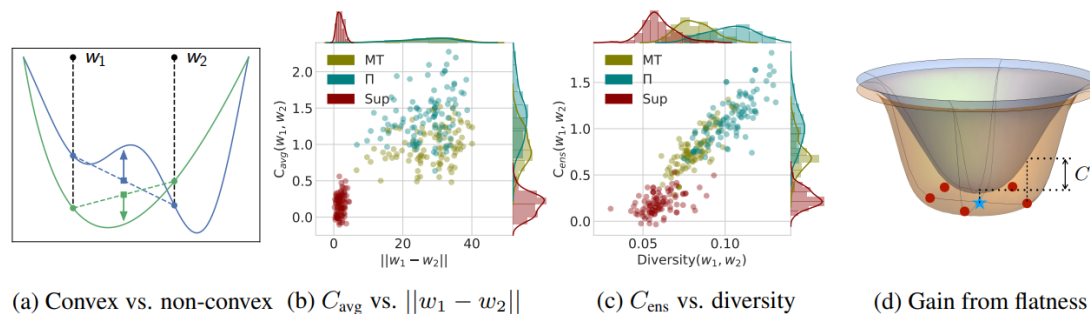 w₁ w₂
MT
Π
Sup
C_avg(w₁, w₂)
2.0
1.5
1.0
0.5
0.0
0 20 40
||w₁ − w₂||
MT
Π
Sup
C_ens(w₁, w₂)
1.5
1.0
0.5
0.0
0.05 0.10
Diversity(w₁, w₂)
C
(a) Convex vs. non-convex (b) C_avg vs. ||w₁ − w₂|| (c) C_ens vs. diversity (d) Gain from flatness